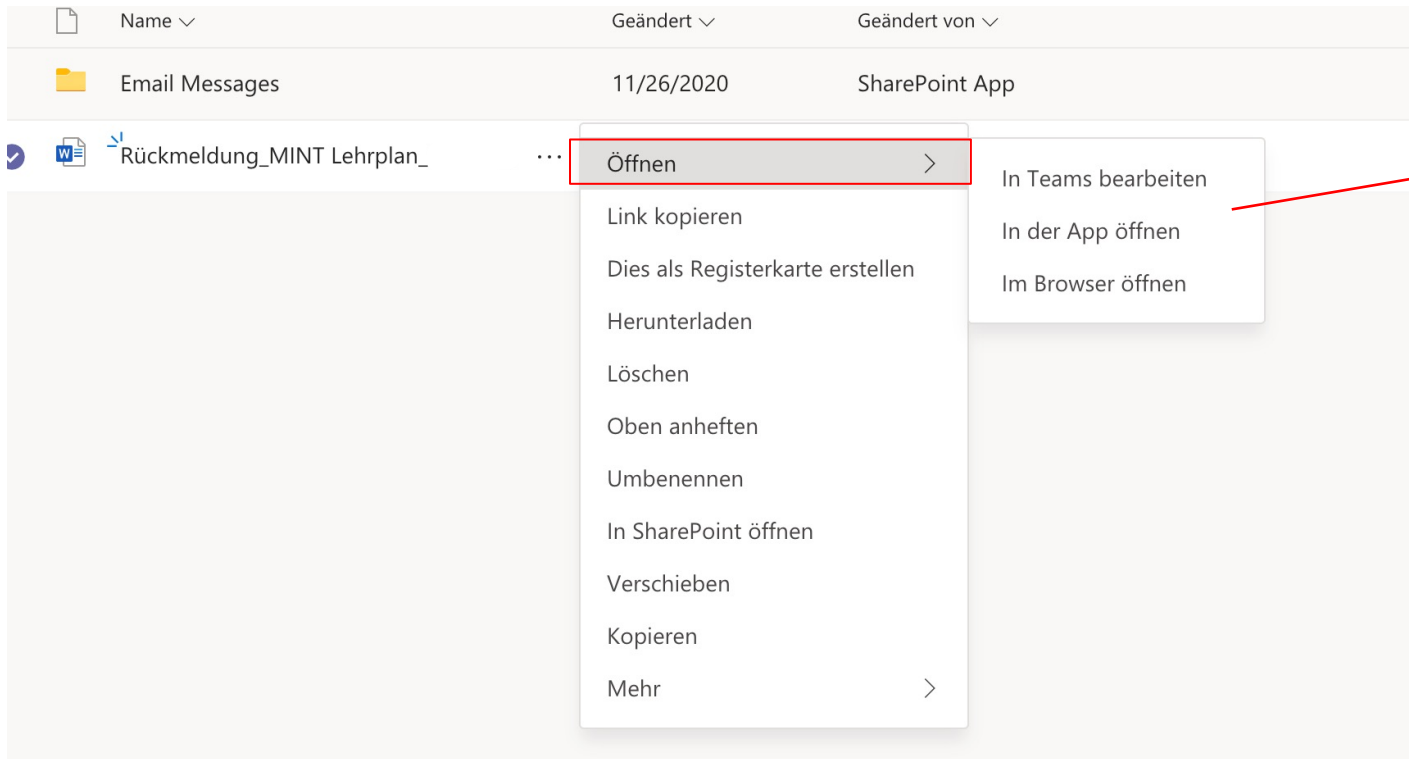 Name Geändert Geändert von
Email Messages 11/26/2020 SharePoint App
Rückmeldung_MINT Lehrplan_ ...
Öffnen
Link kopieren
Dies als Registerkarte erstellen
Herunterladen
Löschen
Oben anheften
Umbenennen
In SharePoint öffnen
Verschieben
Kopieren
Mehr
In Teams bearbeiten
In der App öffnen
Im Browser öffnen